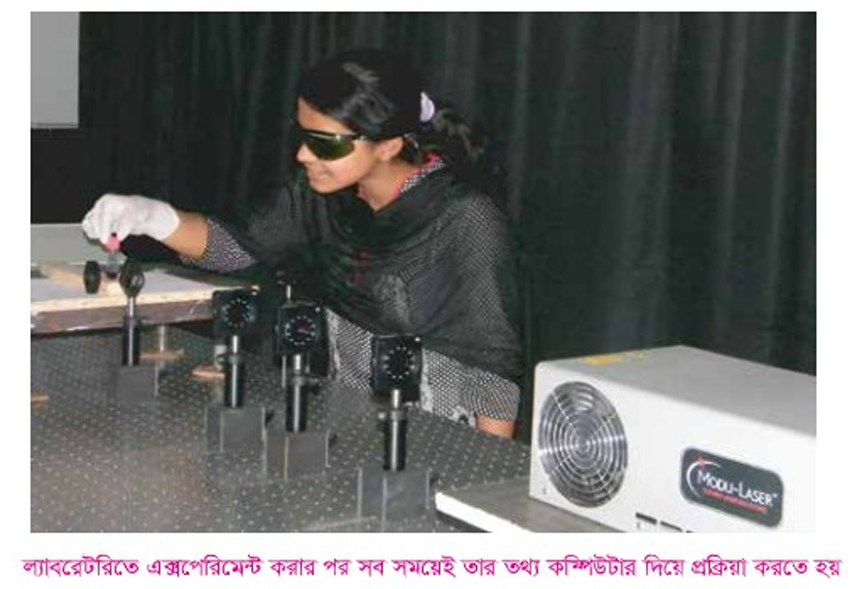 MODU-LASER
ল্যাবরেটরিতে এক্সপেরিমেন্ট করার পর সব সময়েই তার তথ্য কম্পিউটার দিয়ে প্রক্রিয়া করতে হয়